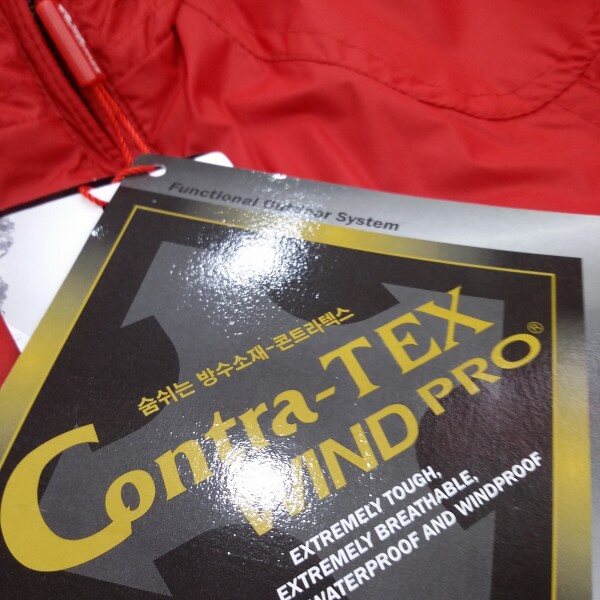 Functional Outdoor System
숨쉬는 방수소재-콘트라텍스
Contra-TEX
WIND PRO®
EXTREMELY TOUGH,
EXTREMELY BREATHABLE,
WATERPROOF AND WINDPROOF